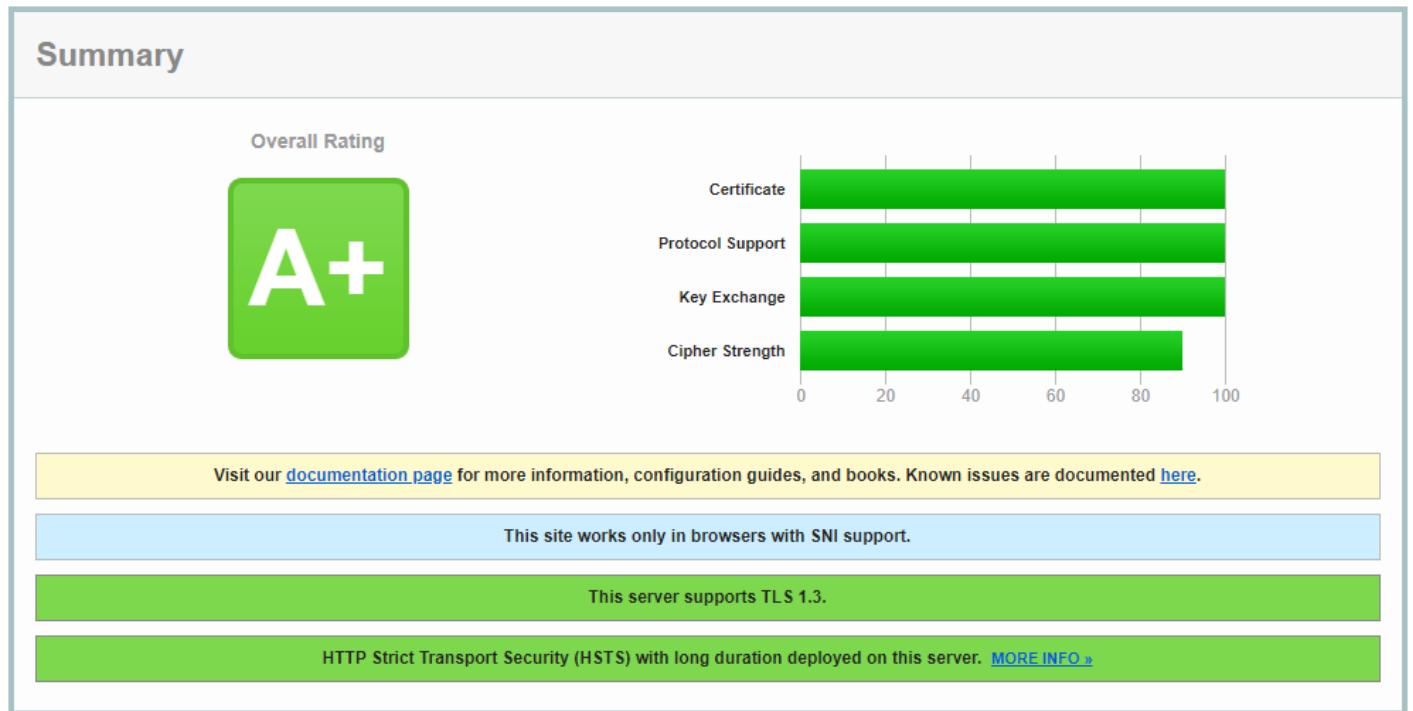 Summary
Overall Rating
A+
Certificate
Protocol Support
Key Exchange
Cipher Strength
0 20 40 60 80 100
Visit our documentation page for more information, configuration guides, and books. Known issues are documented here.
This site works only in browsers with SNI support.
This server supports TLS 1.3.
HTTP Strict Transport Security (HSTS) with long duration deployed on this server. MORE INFO »